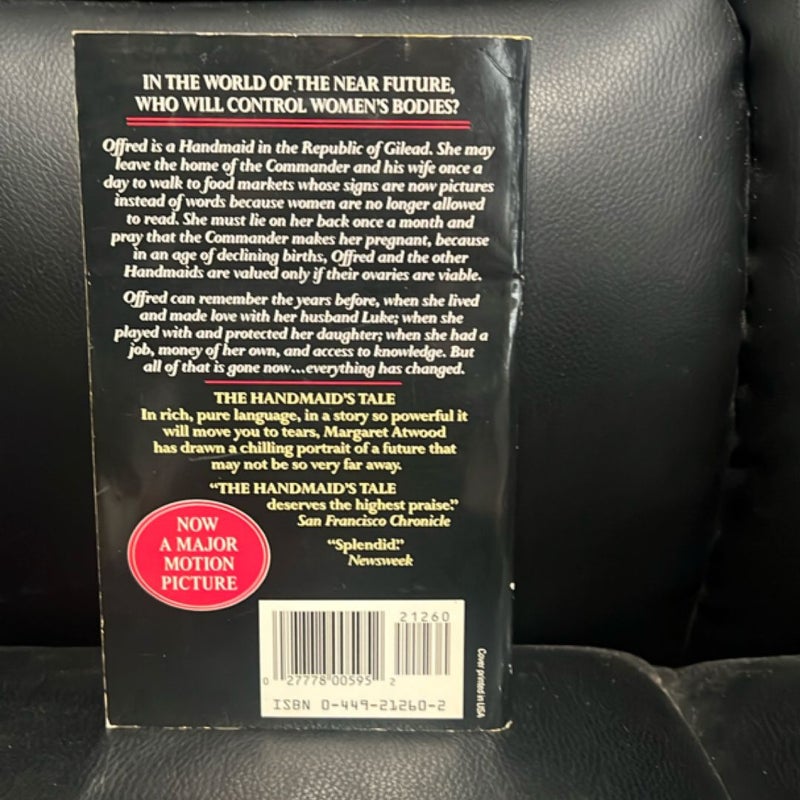 IN THE WORLD OF THE NEAR FUTURE,
WHO WILL CONTROL WOMEN'S BODIES?
Offred is a Handmaid in the Republic of Gilead. She may
leave the home of the Commander and his wife once a
day to walk to food markets whose signs are now pictures
instead of words because women are no longer allowed
to read. She must lie on her back once a month and
pray that the Commander makes her pregnant, because
in an age of declining births, Offred and the other
Handmaids are valued only if their ovaries are viable.
Offred can remember the years before, when she lived
and made love with her husband Luke; when she
played with and protected her daughter; when she had a
job, money of her own, and access to knowledge. But
all of that is gone now...everything has changed.
THE HANDMAID'S TALE
In rich, pure language, in a story so powerful it
will move you to tears, Margaret Atwood
has drawn a chilling portrait of a future that
may not be so very far away.
"THE HANDMAID'S TALE
deserves the highest praise."
San Francisco Chronicle
"Splendid."
Newsweek
NOW
A MAJOR
MOTION
PICTURE
21260
0 27778 00595 2
ISBN 0-449-21260-2
Cover printed in USA